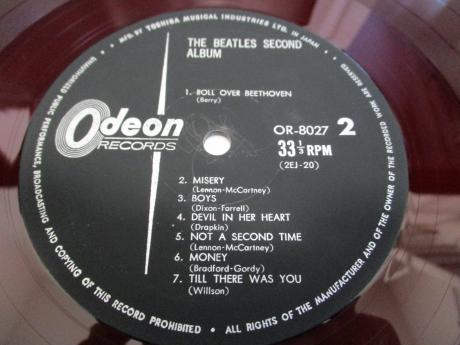 MFG. BY TOSHIBA MUSICAL INDUSTRIES LTD. IN JAPAN •
THE BEATLES SECOND
ALBUM
1. ROLL OVER BEETHOVEN
(Berry)
Odeon
RECORDS
OR-8027 2
33 1/3 RPM
(2EJ-20)
2. MISERY
(Lennon-McCartney)
3. BOYS
(Dixon-Farrell)
4. DEVIL IN HER HEART
(Drapkin)
5. NOT A SECOND TIME
(Lennon-McCartney)
6. MONEY
(Bradford-Gordy)
7. TILL THERE WAS YOU
(Willson)
UNAUTHORIZED PUBLIC PERFORMANCE, BROADCASTING AND COPYING OF THIS RECORD PROHIBITED • ALL RIGHTS OF THE MANUFACTURER AND OF THE OWNER OF THE RECORDED WORK ARE RESERVED